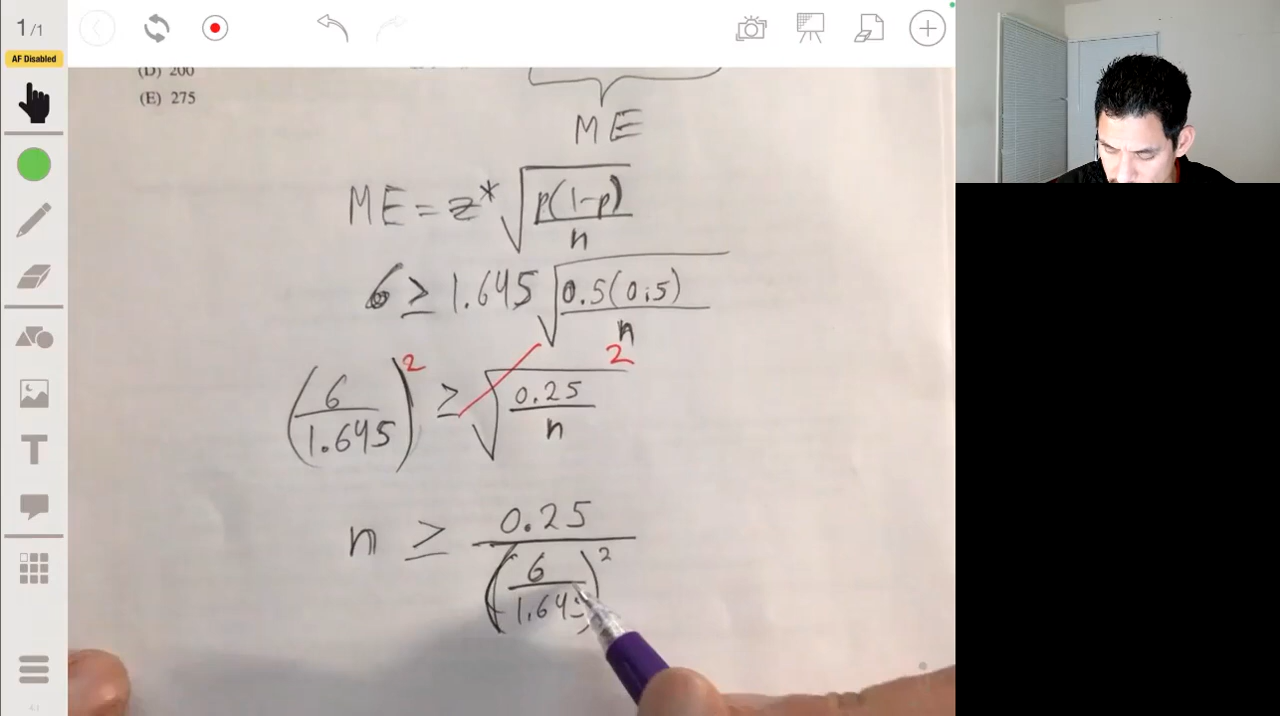 1/1
AF Disabled
(D) 200
(E) 275
ME
ME = z* √(p(1-p)/n)
6 ≥ 1.645 √(0.5(0.5)/n)
(6/1.645)² ≥ √(0.25/n) ²
n ≥ 0.25/(6/1.645)²
T